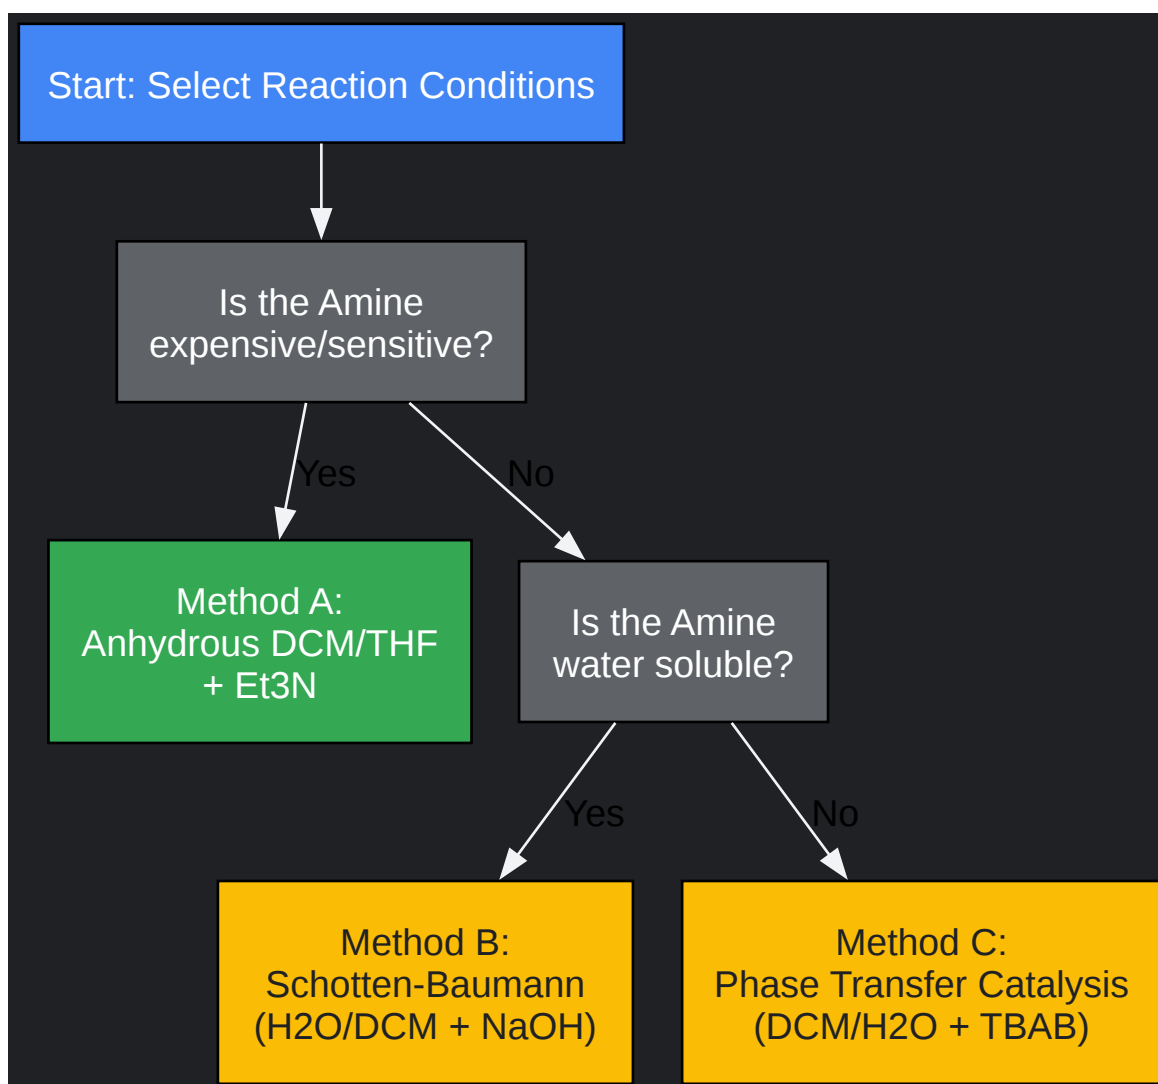 Start: Select Reaction Conditions
Is the Amine
expensive/sensitive?
Yes
No
Method A:
Anhydrous DCM/THF
+ Et3N
Is the Amine
water soluble?
Yes
No
Method B:
Schotten-Baumann
(H2O/DCM + NaOH)
Method C:
Phase Transfer Catalysis
(DCM/H2O + TBAB)